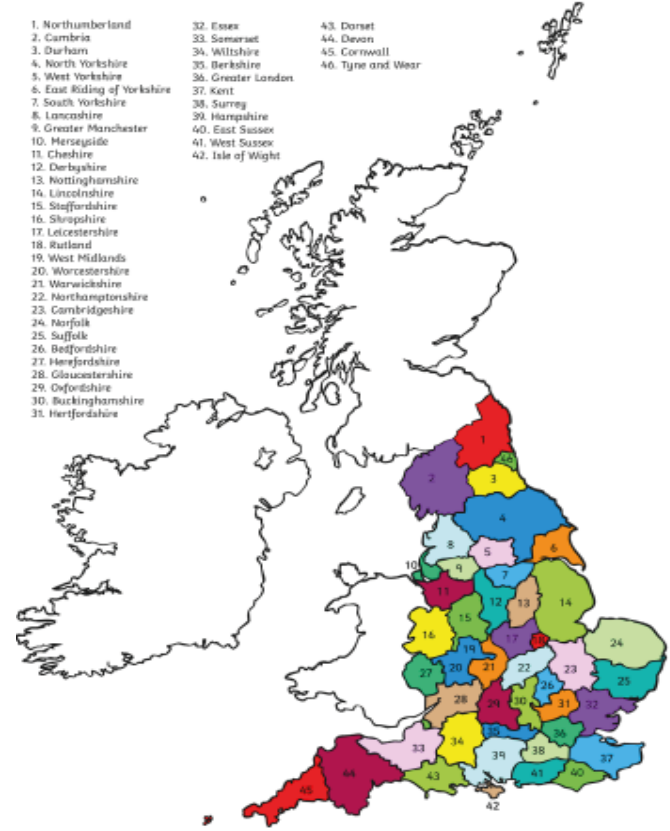 1. Northumberland
2. Cumbria
3. Durham
4. North Yorkshire
5. West Yorkshire
6. East Riding of Yorkshire
7. South Yorkshire
8. Lancashire
9. Greater Manchester
10. Merseyside
11. Cheshire
12. Derbyshire
13. Nottinghamshire
14. Lincolnshire
15. Staffordshire
16. Shropshire
17. Leicestershire
18. Rutland
19. West Midlands
20. Worcestershire
21. Warwickshire
22. Northamptonshire
23. Cambridgeshire
24. Norfolk
25. Suffolk
26. Bedfordshire
27. Herefordshire
28. Gloucestershire
29. Oxfordshire
30. Buckinghamshire
31. Hertfordshire
32. Essex
33. Somerset
34. Wiltshire
35. Berkshire
36. Greater London
37. Kent
38. Surrey
39. Hampshire
40. East Sussex
41. West Sussex
42. Isle of Wight
43. Dorset
44. Devon
45. Cornwall
46. Tyne and Wear
1
46
2
3
4
8
5
6
10
9
7
11
12
13
14
15
16
17
18
24
19
27
20
21
22
23
25
26
28
29
30
31
32
35
36
33
34
39
38
37
44
43
41
40
45
42